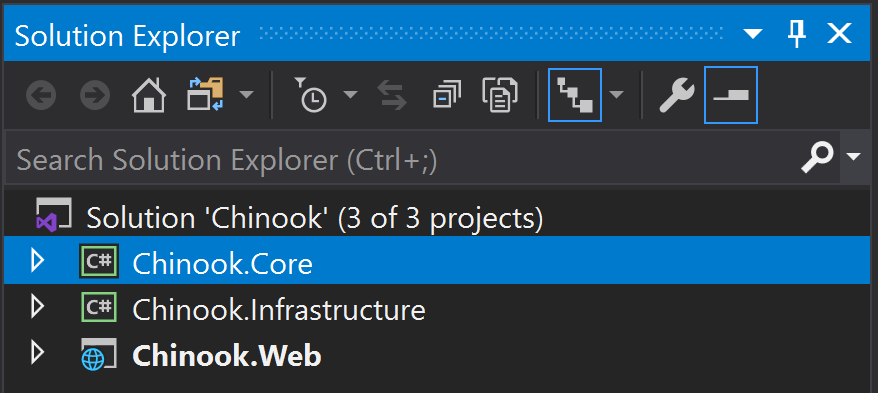 Solution Explorer
Search Solution Explorer (Ctrl+;)
Solution 'Chinook' (3 of 3 projects)
C# Chinook.Core
C# Chinook.Infrastructure
Chinook.Web